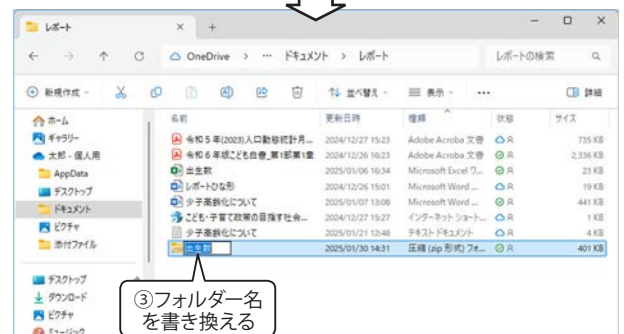 レポート
OneDrive > … ドキュメント > レポート
レポートの検索
新規作成
並べ替え
表示
…
詳細
名前 更新日時 種類 状態 サイズ
ホーム
ギャラリー
太郎 - 個人用
AppData
デスクトップ
ドキュメント
ピクチャ
添付ファイル
デスクトップ
ダウンロード
ピクチャ
ミュージック
令和5年(2023)人口動態統計月... 2024/12/27 15:23 Adobe Acroba 文書 735 KB
令和6年版こども白書_第1部第1章 2024/12/26 16:23 Adobe Acroba 文書 2,336 KB
出生数 2025/01/06 16:34 Microsoft Excel ワ... 23 KB
レポートひな形 2024/12/26 15:01 Microsoft Word ... 19 KB
少子高齢化について 2025/01/07 13:08 Microsoft Word ... 441 KB
こども・子育て政策の目指す社会... 2024/12/27 15:27 インターネット ショート... 1 KB
少子高齢化について 2025/01/21 12:48 テキスト ドキュメント 4 KB
出生数 2025/01/30 14:31 圧縮 (zip 形式) フォ... 401 KB
③フォルダー名
を書き換える